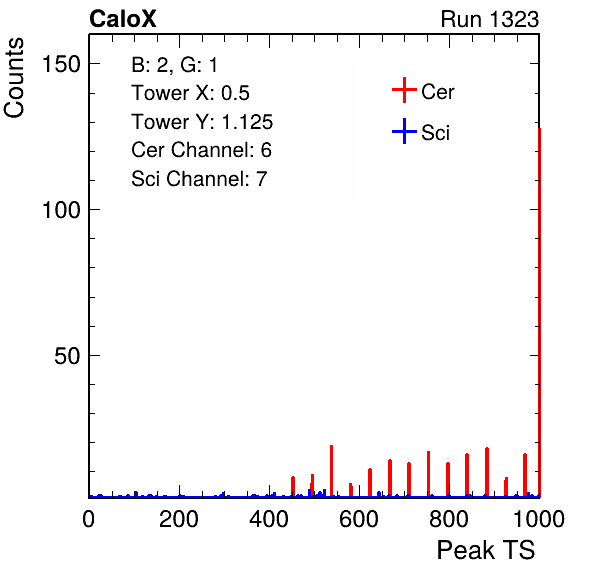 CaloX
Run 1323
Counts
150
100
50
B: 2, G: 1
Tower X: 0.5
Tower Y: 1.125
Cer Channel: 6
Sci Channel: 7
Cer
Sci
0
200
400
600
800
1000
Peak TS